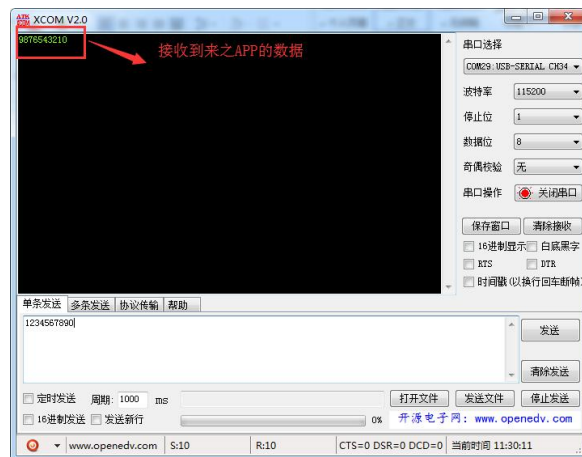 XCOM V2.0
9876543210
接收到来之APP的数据
串口选择
COM29:USB-SERIAL CH34
波特率 115200
停止位 1
数据位 8
奇偶校验 无
串口操作 关闭串口
保存窗口 清除接收
16进制显示 白底黑字
RTS DTR
时间戳(以换行回车断帧)
单条发送 多条发送 协议传输 帮助
1234567890
发送
清除发送
定时发送 周期: 1000 ms 打开文件 发送文件 停止发送
16进制发送 发送新行 0% 开源电子网: www.openedv.com
www.openedv.com S:10 R:10 CTS=0 DSR=0 DCD=0 当前时间 11:30:11